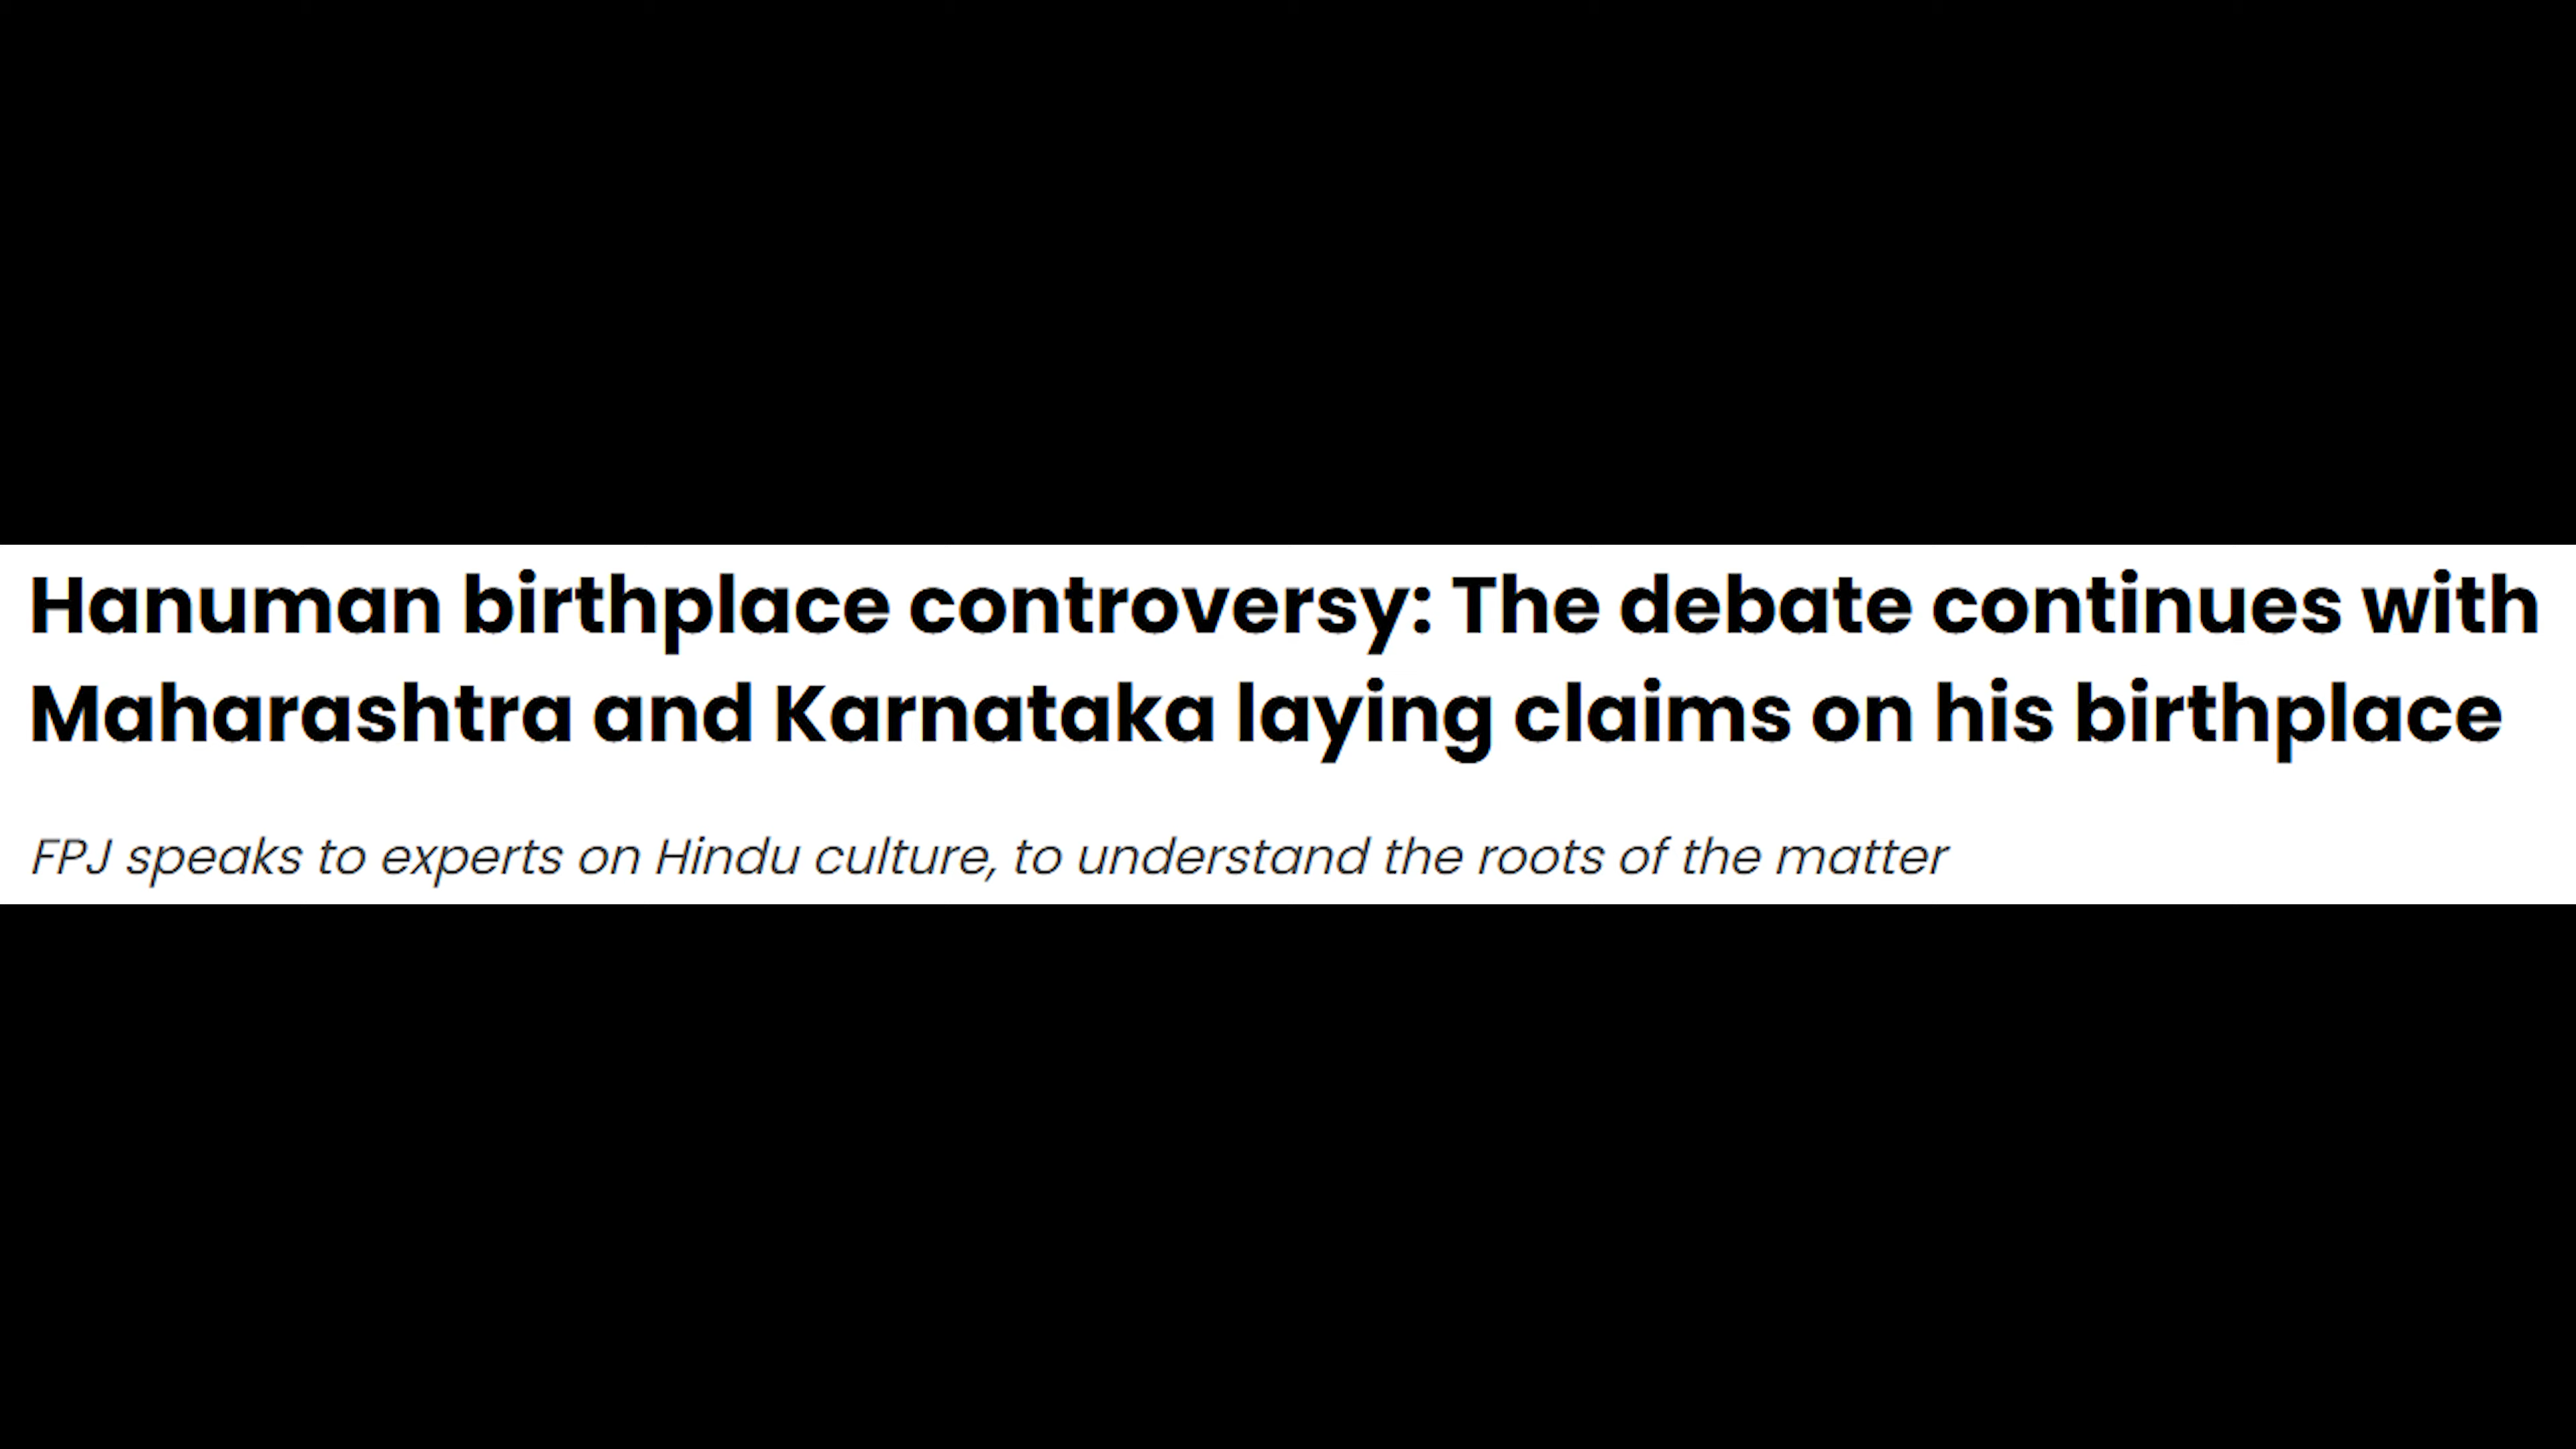 Hanuman birthplace controversy: The debate continues with
Maharashtra and Karnataka laying claims on his birthplace
FPJ speaks to experts on Hindu culture, to understand the roots of the matter